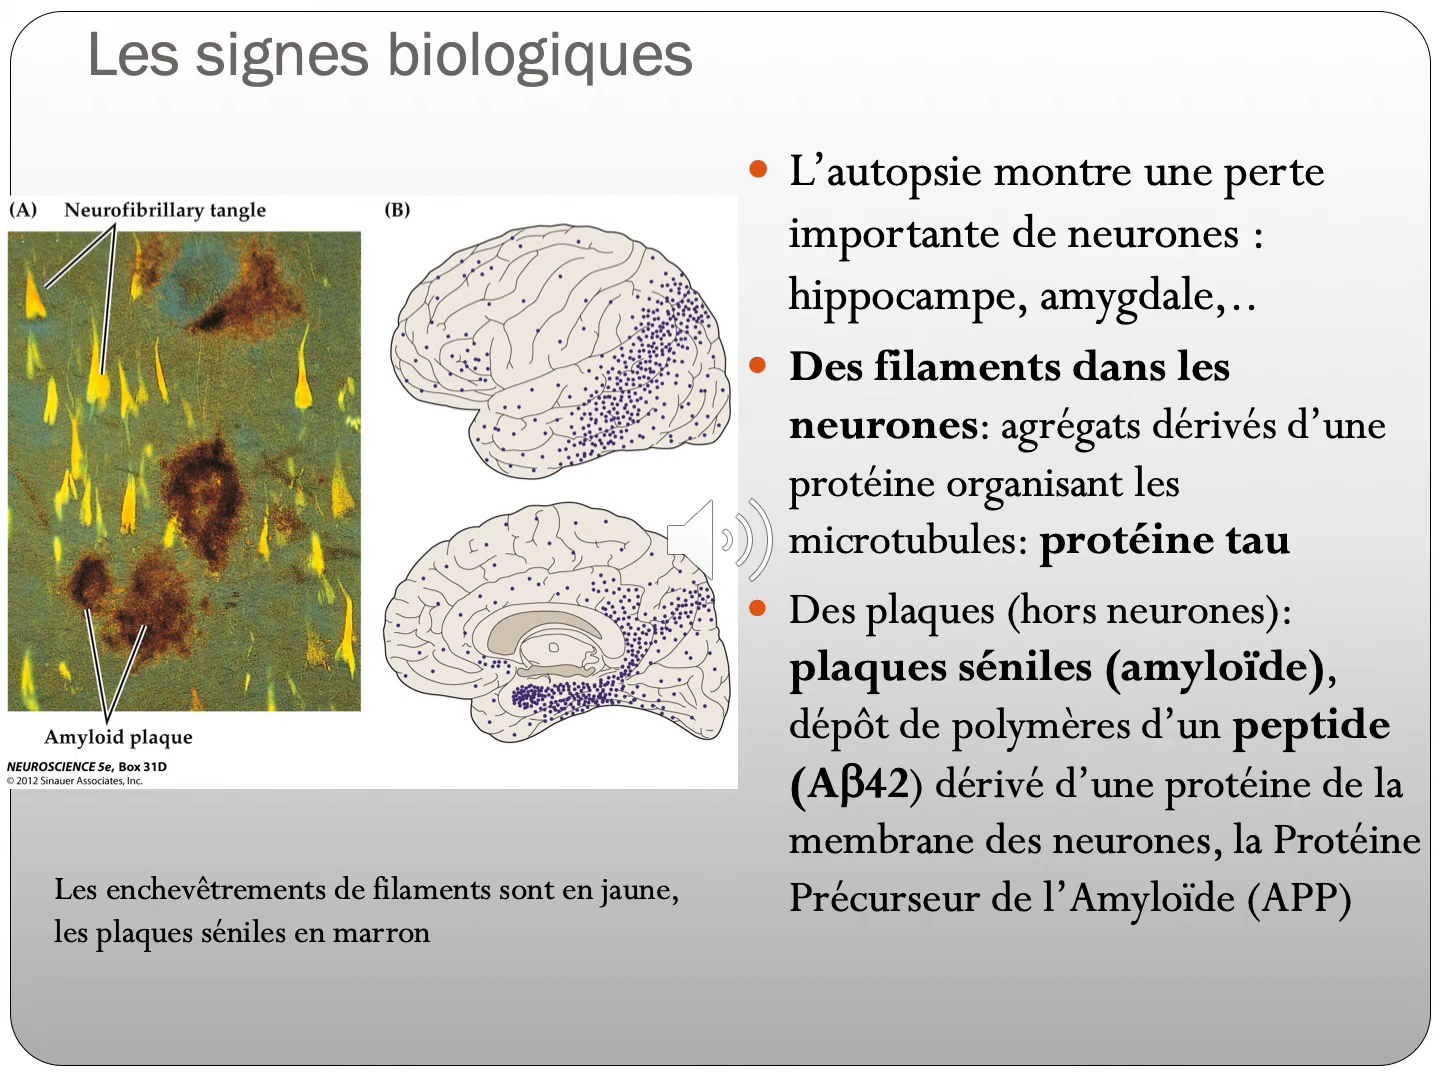 Les signes biologiques
(A) Neurofibrillary tangle
(B)
Amyloid plaque
NEUROSCIENCE 5e, Box 31D
© 2012 Sinauer Associates, Inc.
Les enchevêtrements de filaments sont en jaune,
les plaques séniles en marron
L’autopsie montre une perte
importante de neurones :
hippocampe, amygdale,..
Des filaments dans les
neurones: agrégats dérivés d’une
protéine organisant les
microtubules: protéine tau
Des plaques (hors neurones):
plaques séniles (amyloïde),
dépôt de polymères d’un peptide
(Aβ42) dérivé d’une protéine de la
membrane des neurones, la Protéine
Précurseur de l’Amyloïde (APP)